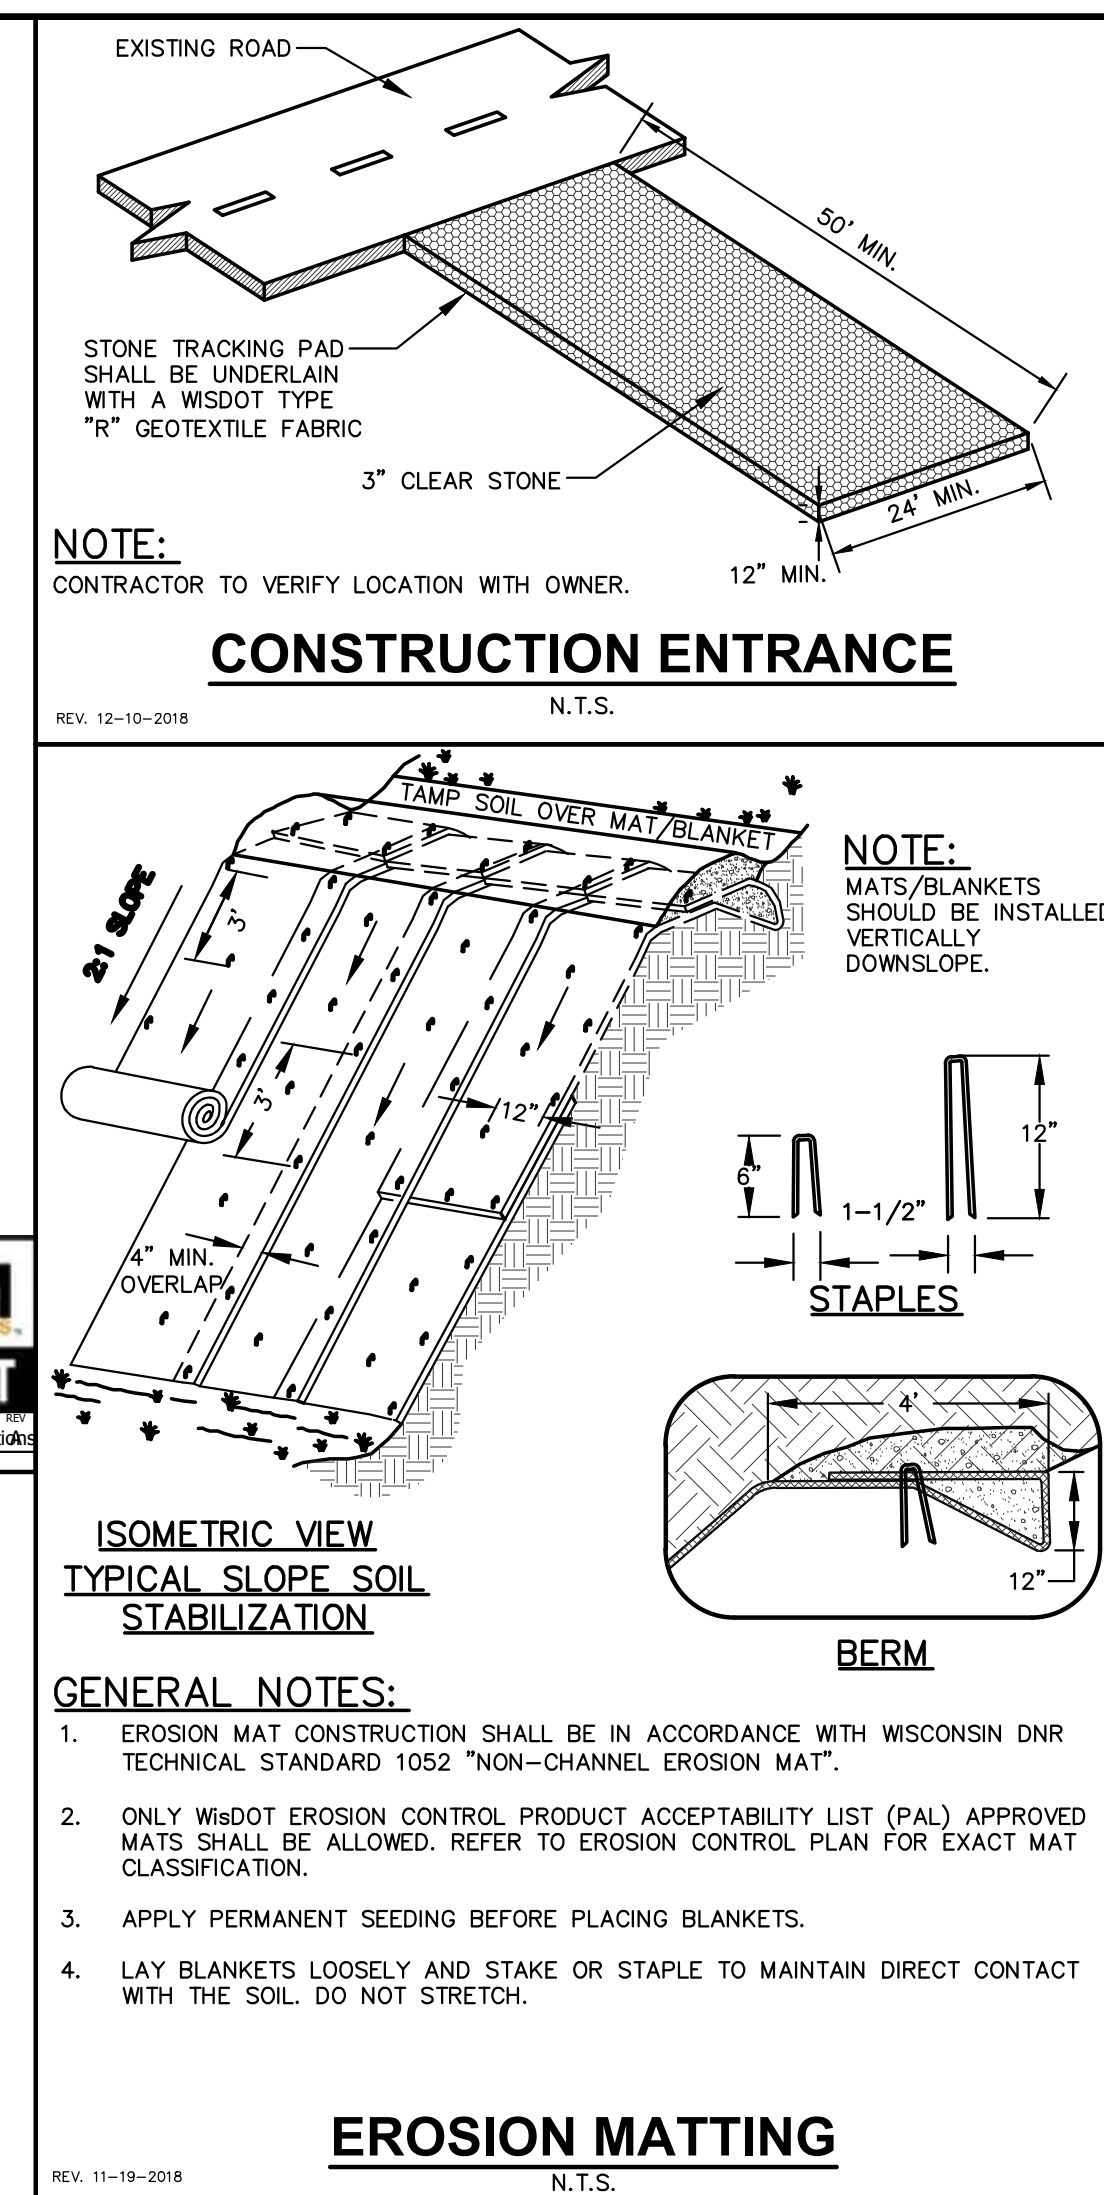 EXISTING ROAD
50' MIN.
STONE TRACKING PAD
SHALL BE UNDERLAIN
WITH A WISDOT TYPE
"R" GEOTEXTILE FABRIC
3" CLEAR STONE
24' MIN.
12" MIN.
NOTE:
CONTRACTOR TO VERIFY LOCATION WITH OWNER.
CONSTRUCTION ENTRANCE
N.T.S.
REV. 12-10-2018
TAMP SOIL OVER MAT/BLANKET
2:1 SLOPE
3'
3'
12"
4" MIN.
OVERLAP
NOTE:
MATS/BLANKETS
SHOULD BE INSTALLED
VERTICALLY
DOWNSLOPE.
6"
12"
1-1/2"
STAPLES
REV
A
ISOMETRIC VIEW
TYPICAL SLOPE SOIL
STABILIZATION
4'
12"
BERM
GENERAL NOTES:
1. EROSION MAT CONSTRUCTION SHALL BE IN ACCORDANCE WITH WISCONSIN DNR
TECHNICAL STANDARD 1052 "NON-CHANNEL EROSION MAT".
2. ONLY WisDOT EROSION CONTROL PRODUCT ACCEPTABILITY LIST (PAL) APPROVED
MATS SHALL BE ALLOWED. REFER TO EROSION CONTROL PLAN FOR EXACT MAT
CLASSIFICATION.
3. APPLY PERMANENT SEEDING BEFORE PLACING BLANKETS.
4. LAY BLANKETS LOOSELY AND STAKE OR STAPLE TO MAINTAIN DIRECT CONTACT
WITH THE SOIL. DO NOT STRETCH.
EROSION MATTING
N.T.S.
REV. 11-19-2018